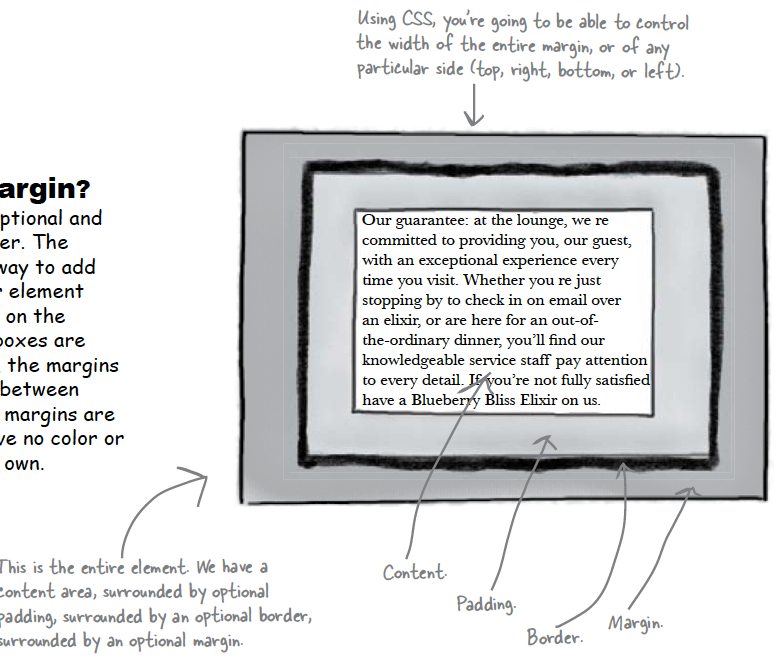 Using CSS, you're going to be able to control
the width of the entire margin, or of any
particular side (top, right, bottom, or left).
argin?
ptional and
er. The
way to add
r element
on the
boxes are
the margins
between
margins are
ve no color or
own.
Our guarantee: at the lounge, we re
committed to providing you, our guest,
with an exceptional experience every
time you visit. Whether you re just
stopping by to check in on email over
an elixir, or are here for an out-of-
the-ordinary dinner, you'll find our
knowledgeable service staff pay attention
to every detail. If you're not fully satisfied
have a Blueberry Bliss Elixir on us.
This is the entire element. We have a
content area, surrounded by optional
padding, surrounded by an optional border,
surrounded by an optional margin.
Content.
Padding.
Border.
Margin.